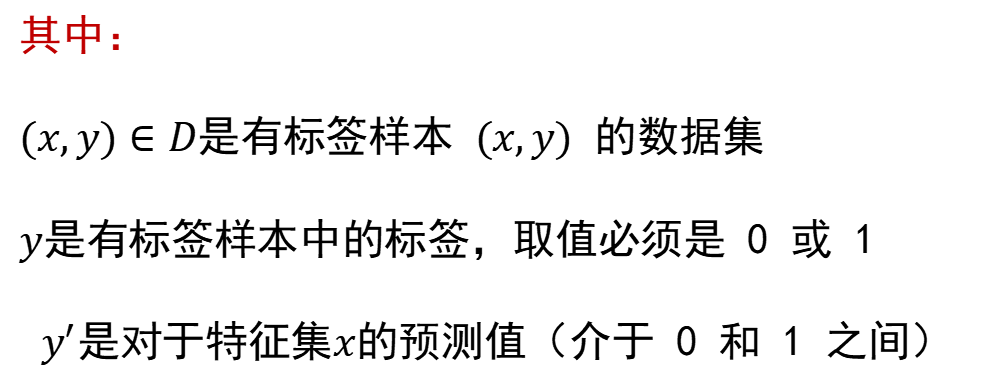 其中：
(x, y) ∈ D是有标签样本 (x, y) 的数据集
y是有标签样本中的标签，取值必须是 0 或 1
y′是对于特征集x的预测值（介于 0 和 1 之间）